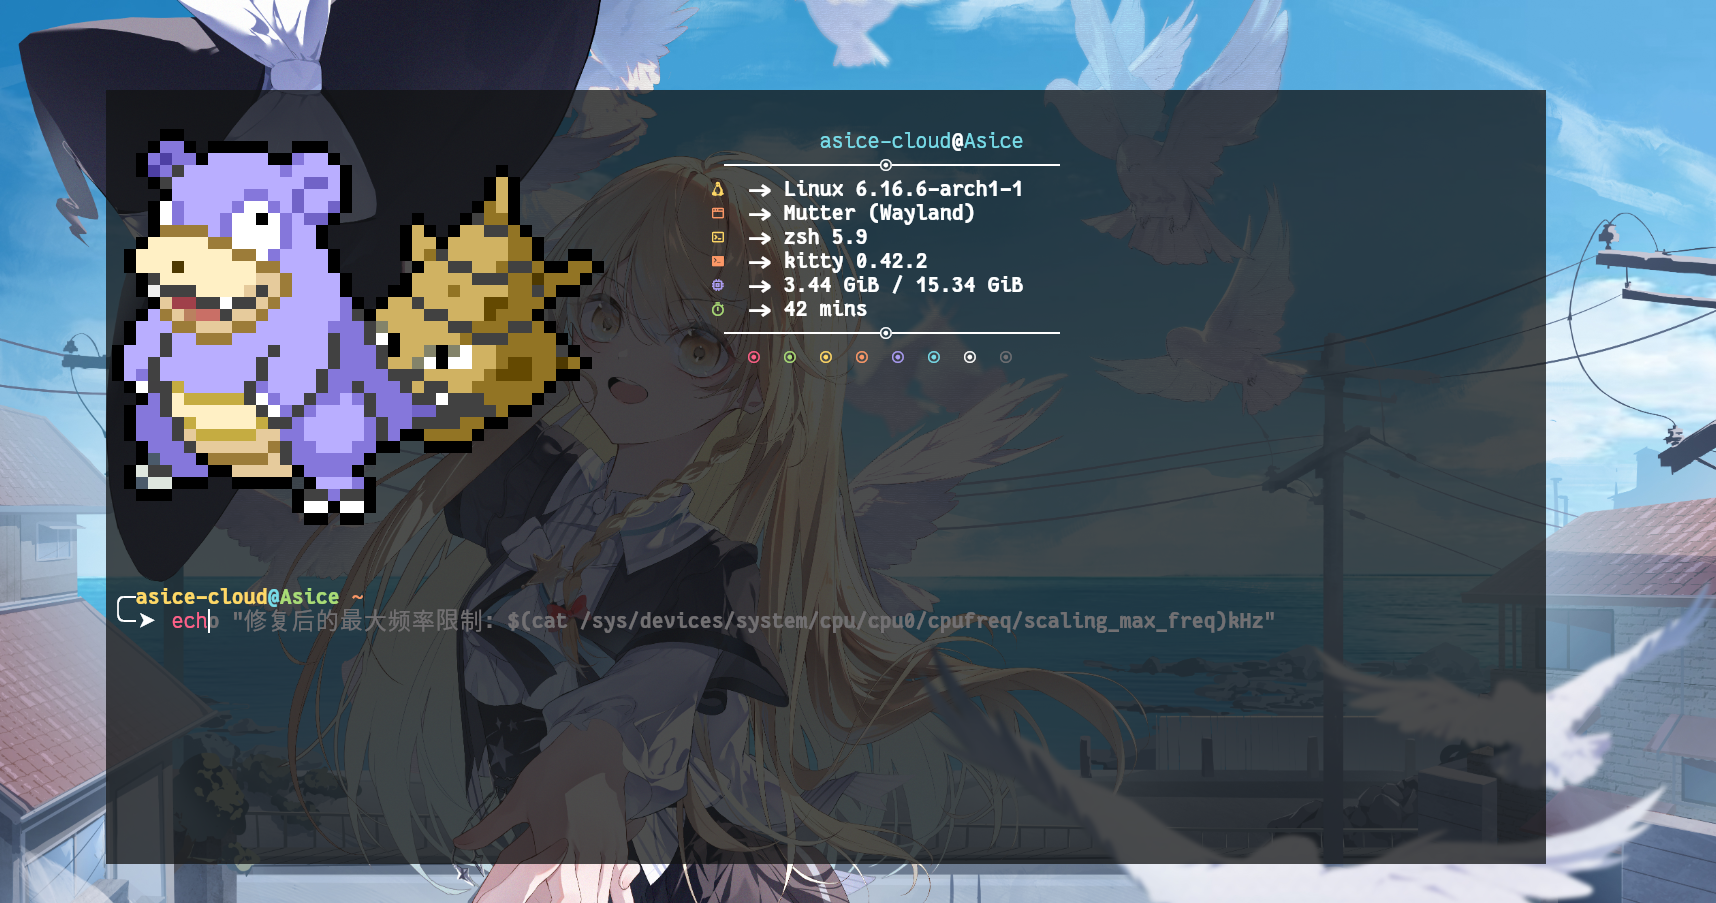 asice-cloud@Asice
Linux 6.16.6-arch1-1
Mutter (Wayland)
zsh 5.9
kitty 0.42.2
3.44 GiB / 15.34 GiB
42 mins
asice-cloud@Asice ~
echo "修复后的最大频率限制: $(cat /sys/devices/system/cpu/cpu0/cpufreq/scaling_max_freq)kHz"